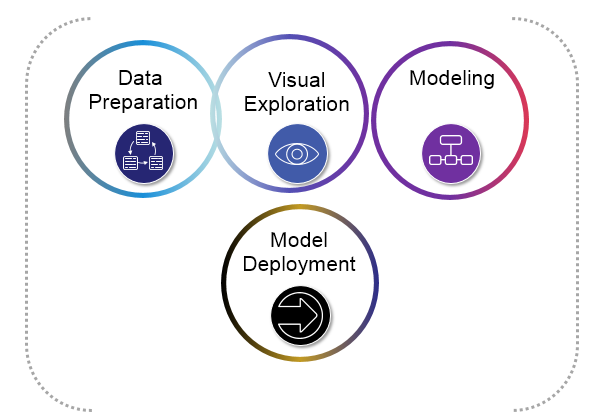 Data
Preparation
Visual
Exploration
Modeling
Model
Deployment